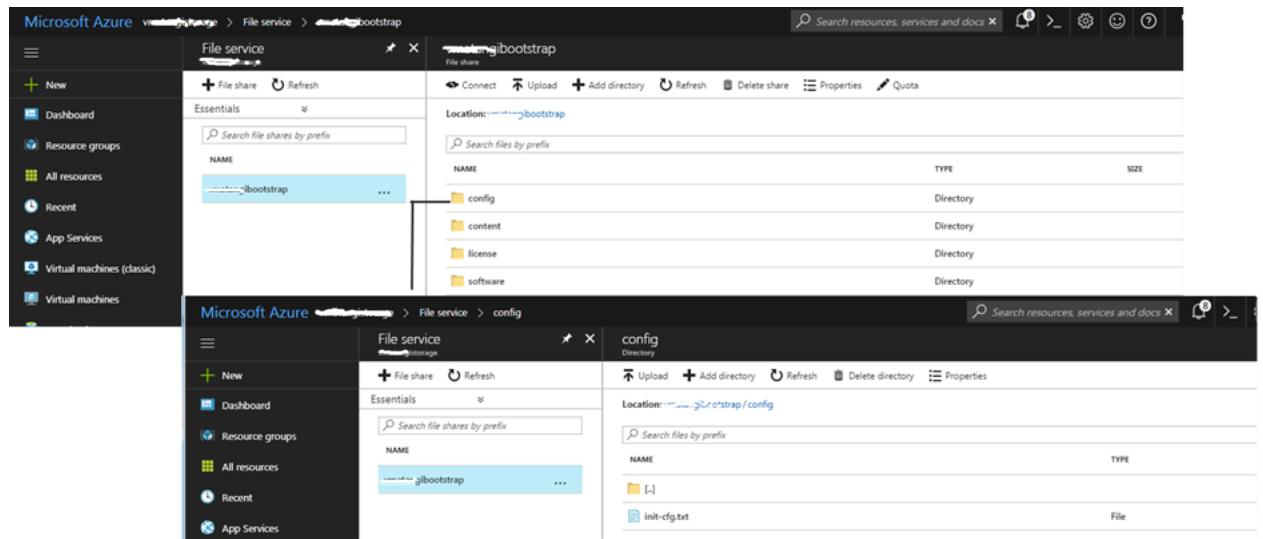 Microsoft Azure > File service > bootstrap
Search resources, services and docs × 8 >_ ?
File service
ibootstrap
File share
New
File share Refresh
Connect Upload Add directory Refresh Delete share Properties Quota
Essentials
Dashboard
Location: bootstrap
Search file shares by prefix
Resource groups
Search files by prefix
NAME
NAME TYPE SIZE
All resources
ibootstrap ...
config Directory
Recent
content Directory
App Services
license Directory
Virtual machines (classic)
software Directory
Virtual machines
Microsoft Azure > File service > config
Search resources, services and docs × 8 >_
File service
storage
config
Directory
New
File share Refresh
Upload Add directory Refresh Delete directory Properties
Essentials
Dashboard
Location: /config
Search file shares by prefix
Resource groups
Search files by prefix
NAME
NAME TYPE
All resources
gibootstrap ...
[..]
Recent
init-cfg.txt File
App Services